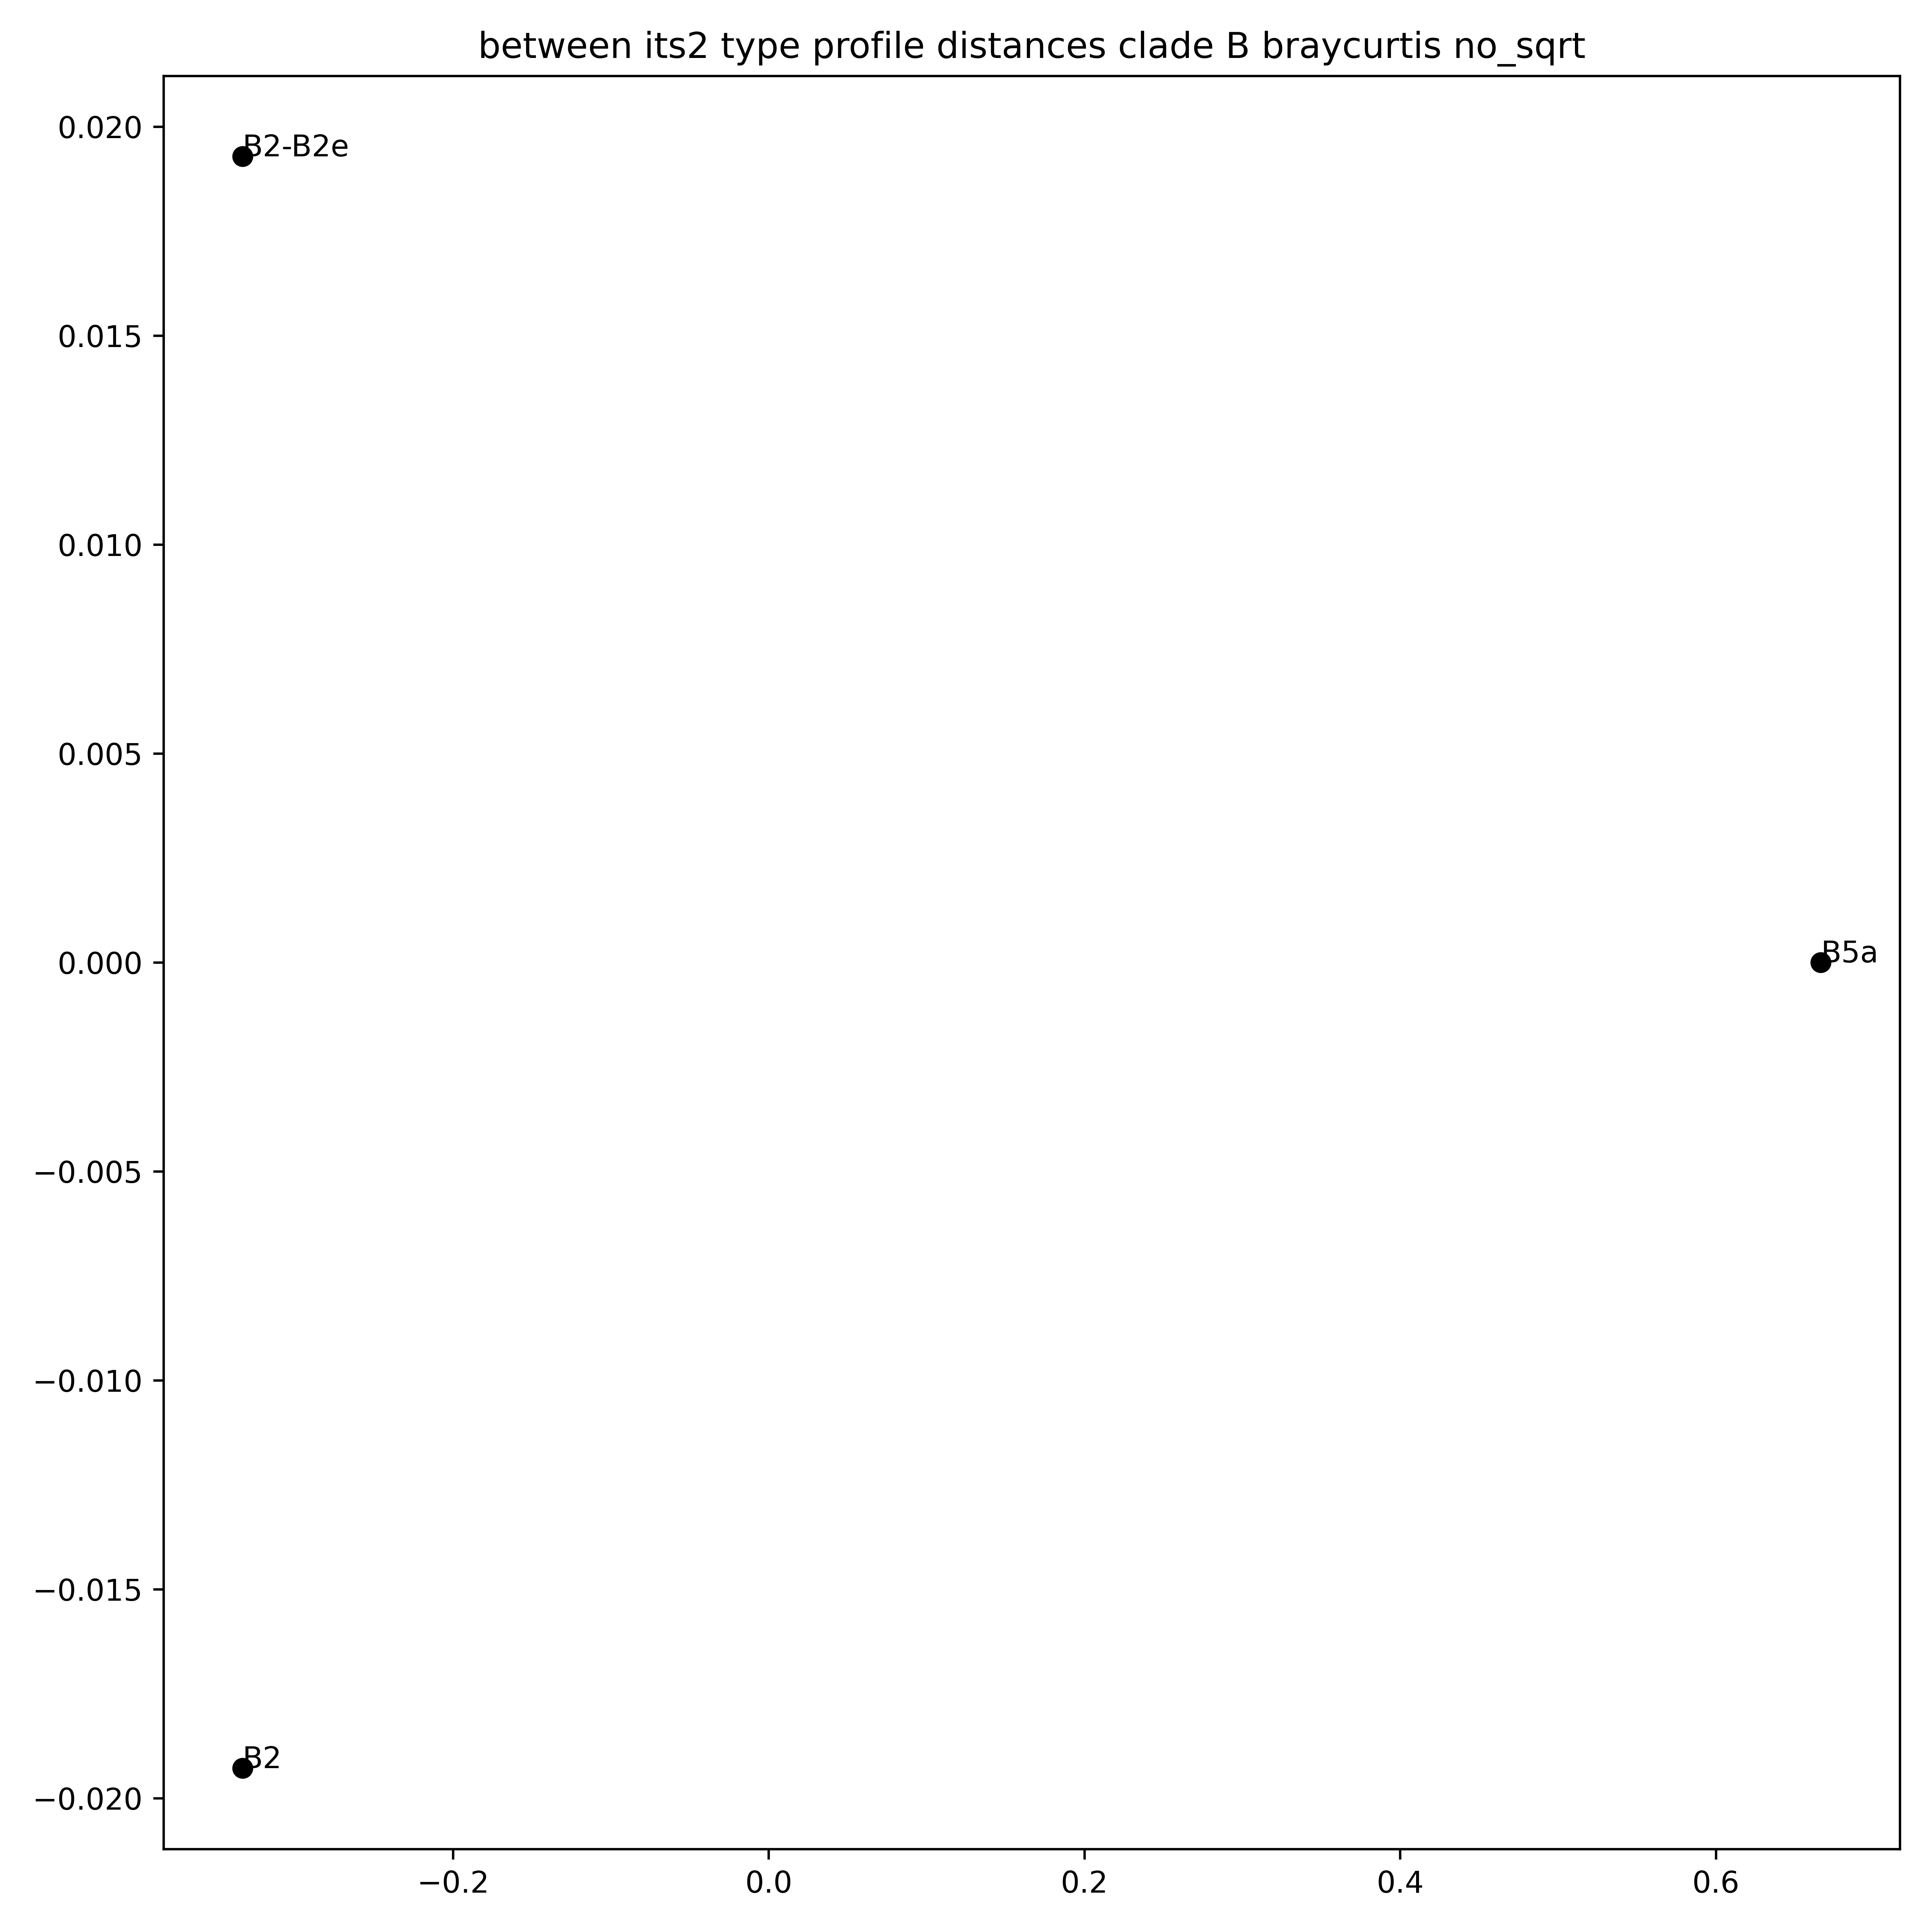 between its2 type profile distances clade B braycurtis no_sqrt
0.020
B2-B2e
0.015
0.010
0.005
B5a
0.000
−0.005
−0.010
−0.015
B2
−0.020
−0.2 0.0 0.2 0.4 0.6